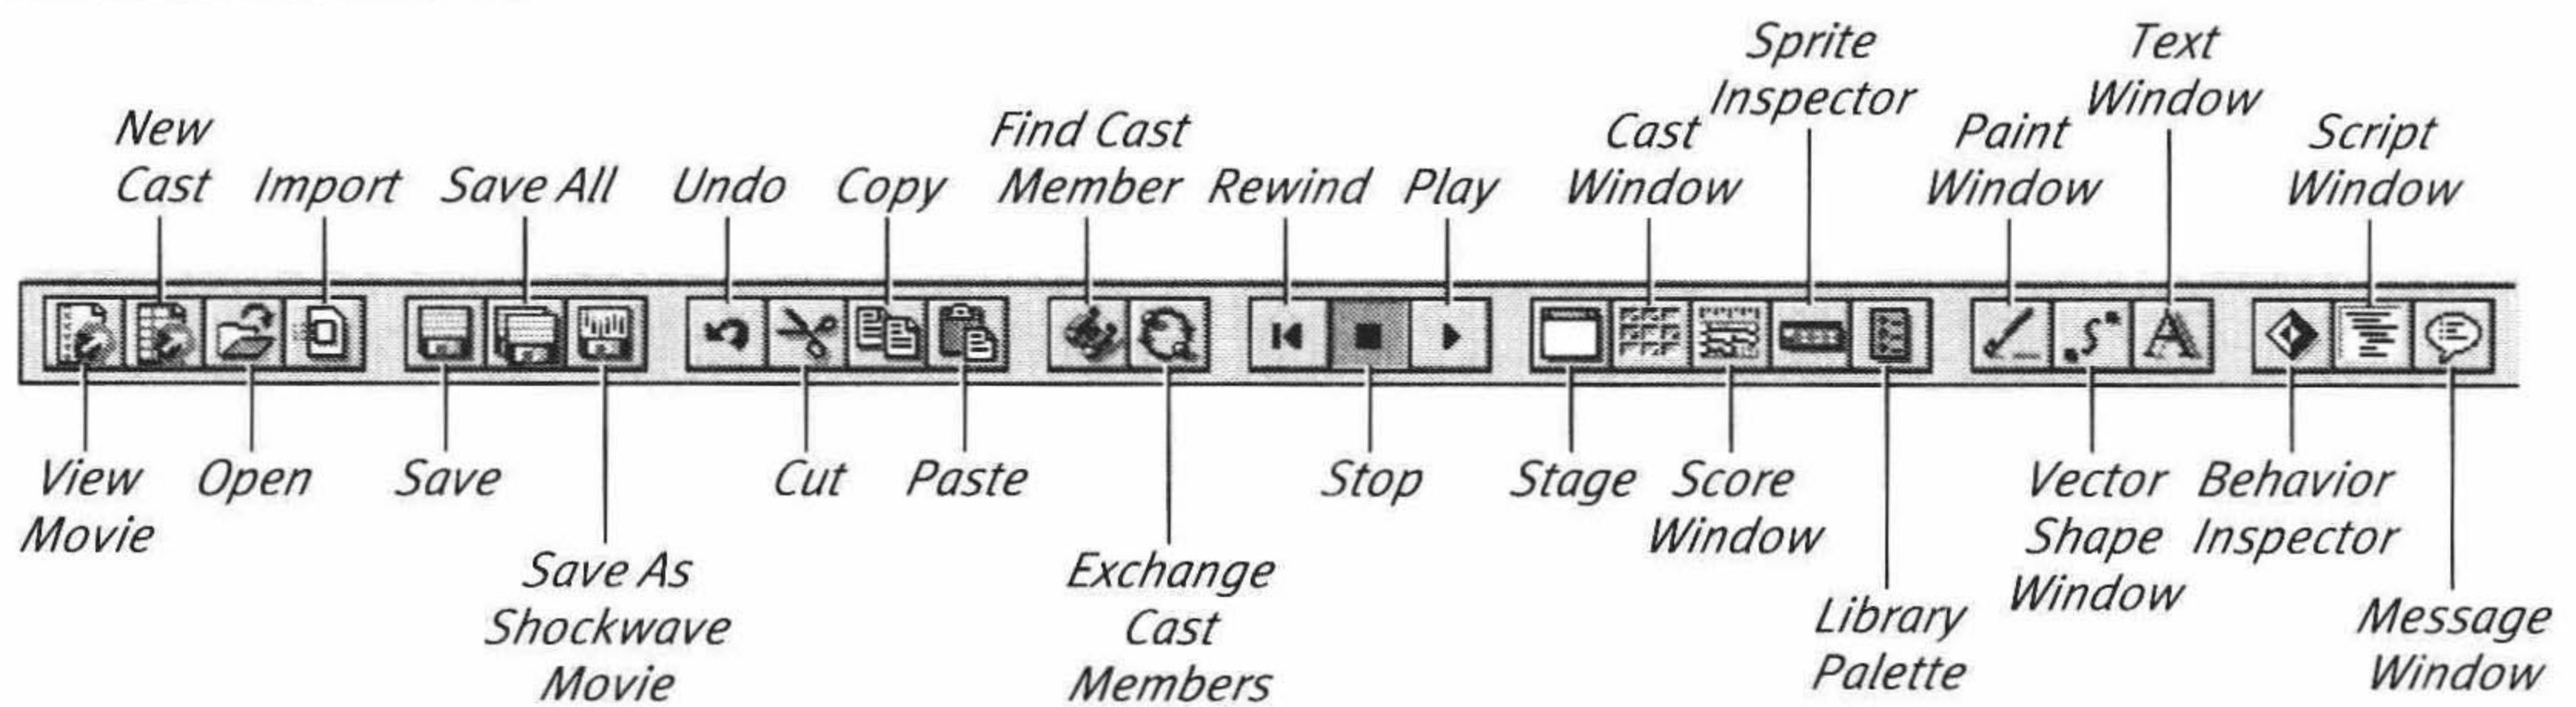 New
Cast
Import
Save All
Undo
Copy
Find Cast
Member
Rewind
Play
Cast
Window
Sprite
Inspector
Paint
Window
Text
Window
Script
Window
View
Movie
Open
Save
Save As
Shockwave
Movie
Cut
Paste
Exchange
Cast
Members
Stop
Stage
Score
Window
Library
Palette
Vector
Shape
Window
Behavior
Inspector
Message
Window